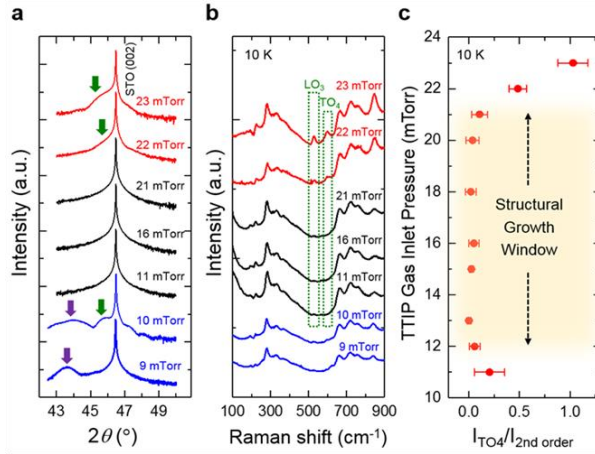 a
Intensity (a.u.)
STO (002)
23 mTorr
22 mTorr
21 mTorr
16 mTorr
11 mTorr
10 mTorr
9 mTorr
43 45 47 49
2θ (°)
b
10 K
Intensity (a.u.)
LO3
TO4
23 mTorr
22 mTorr
21 mTorr
16 mTorr
11 mTorr
10 mTorr
9 mTorr
100 300 500 700 900
Raman shift (cm-1)
c
TTIP Gas Inlet Pressure (mTorr)
24
22
20
18
16
14
12
10
10 K
Structural
Growth
Window
0.0 0.5 1.0
ITO4/I2nd order